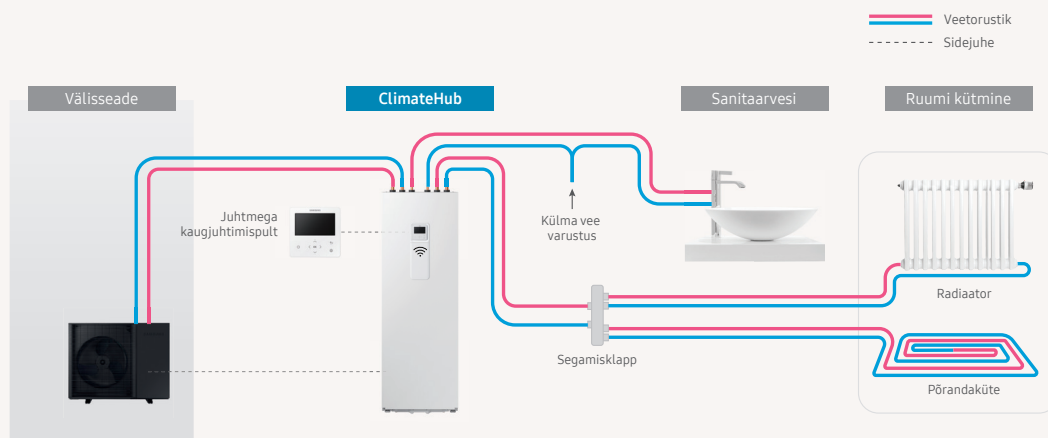 Veetorustik
Sidejuhe
Välisseade
ClimateHub
Sanitaarvesi
Ruumi kütmine
Juhtmega
kaugjuhtimispult
Külma vee
varustus
Radiaator
Segamisklapp
Põrandaküte